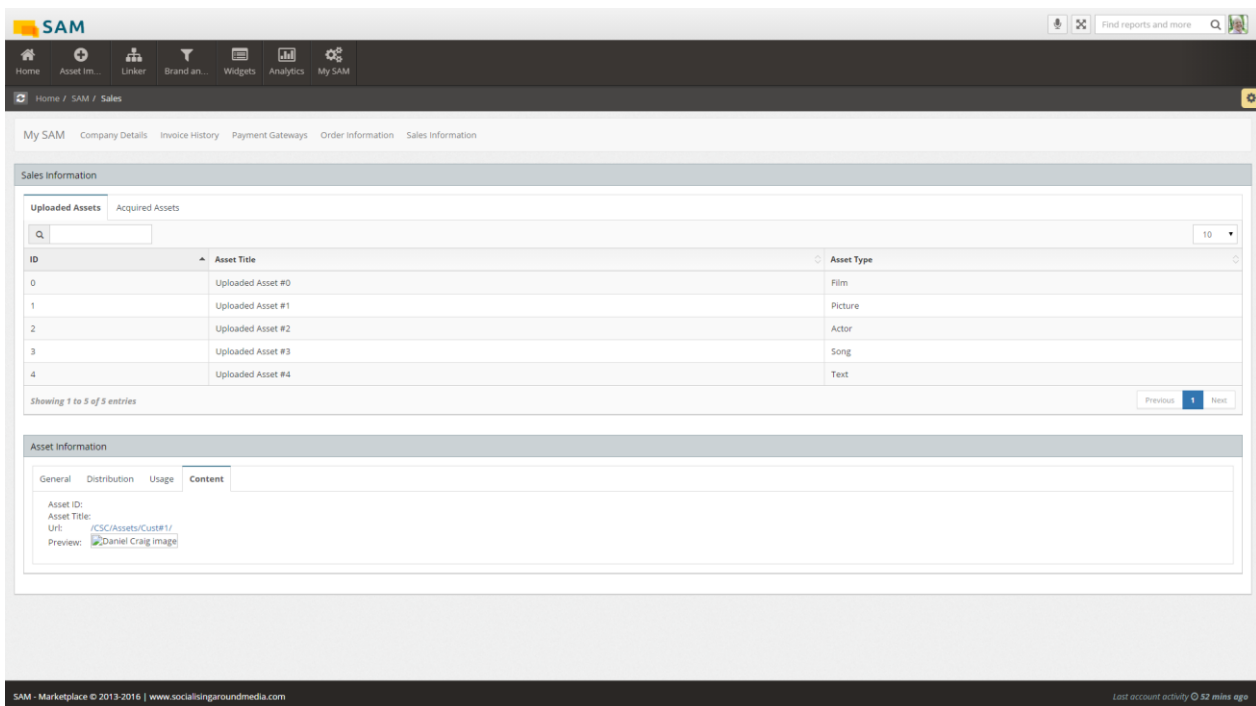 SAM
Find reports and more
Home Asset Im... Linker Brand an... Widgets Analytics My SAM
Home / SAM / Sales
My SAM Company Details Invoice History Payment Gateways Order Information Sales Information
Sales Information
Uploaded Assets Acquired Assets
10
ID Asset Title Asset Type
0 Uploaded Asset #0 Film
1 Uploaded Asset #1 Picture
2 Uploaded Asset #2 Actor
3 Uploaded Asset #3 Song
4 Uploaded Asset #4 Text
Showing 1 to 5 of 5 entries Previous 1 Next
Asset Information
General Distribution Usage Content
Asset ID:
Asset Title:
Url: /CSC/Assets/Cust#1/
Preview: Daniel Craig image
SAM - Marketplace © 2013-2016 | www.socialisingaroundmedia.com Last account activity 52 mins ago